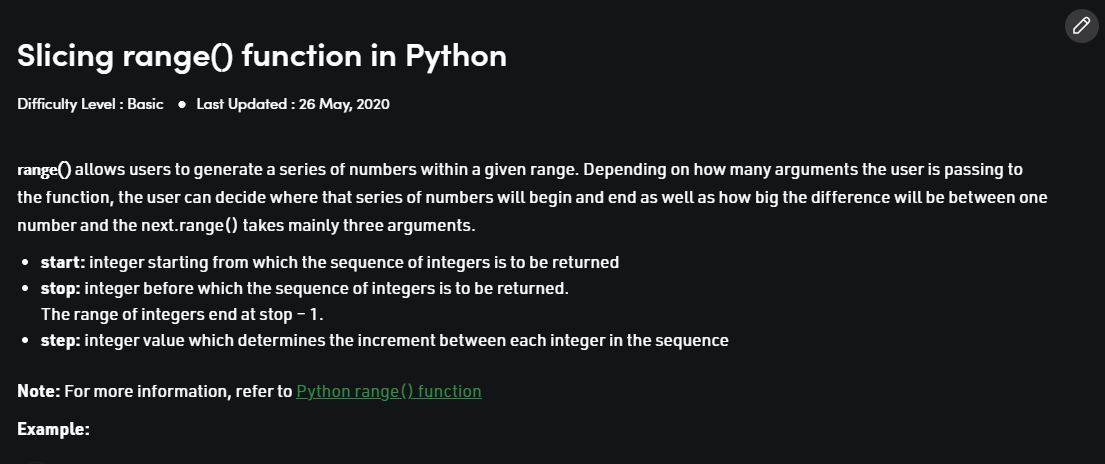 Slicing range() function in Python
Difficulty Level : Basic • Last Updated : 26 May, 2020
range() allows users to generate a series of numbers within a given range. Depending on how many arguments the user is passing to
the function, the user can decide where that series of numbers will begin and end as well as how big the difference will be between one
number and the next.range() takes mainly three arguments.
• start: integer starting from which the sequence of integers is to be returned
• stop: integer before which the sequence of integers is to be returned.
The range of integers end at stop – 1.
• step: integer value which determines the increment between each integer in the sequence
Note: For more information, refer to Python range() function
Example: